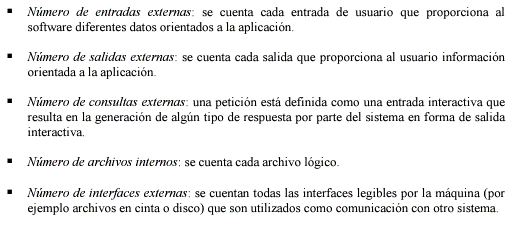 ▪ Número de entradas externas: se cuenta cada entrada de usuario que proporciona al
software diferentes datos orientados a la aplicación.
▪ Número de salidas externas: se cuenta cada salida que proporciona al usuario información
orientada a la aplicación.
▪ Número de consultas externas: una petición está definida como una entrada interactiva que
resulta en la generación de algún tipo de respuesta por parte del sistema en forma de salida
interactiva.
▪ Número de archivos internos: se cuenta cada archivo lógico.
▪ Número de interfaces externas: se cuentan todas las interfaces legibles por la máquina (por
ejemplo archivos en cinta o disco) que son utilizados como comunicación con otro sistema.